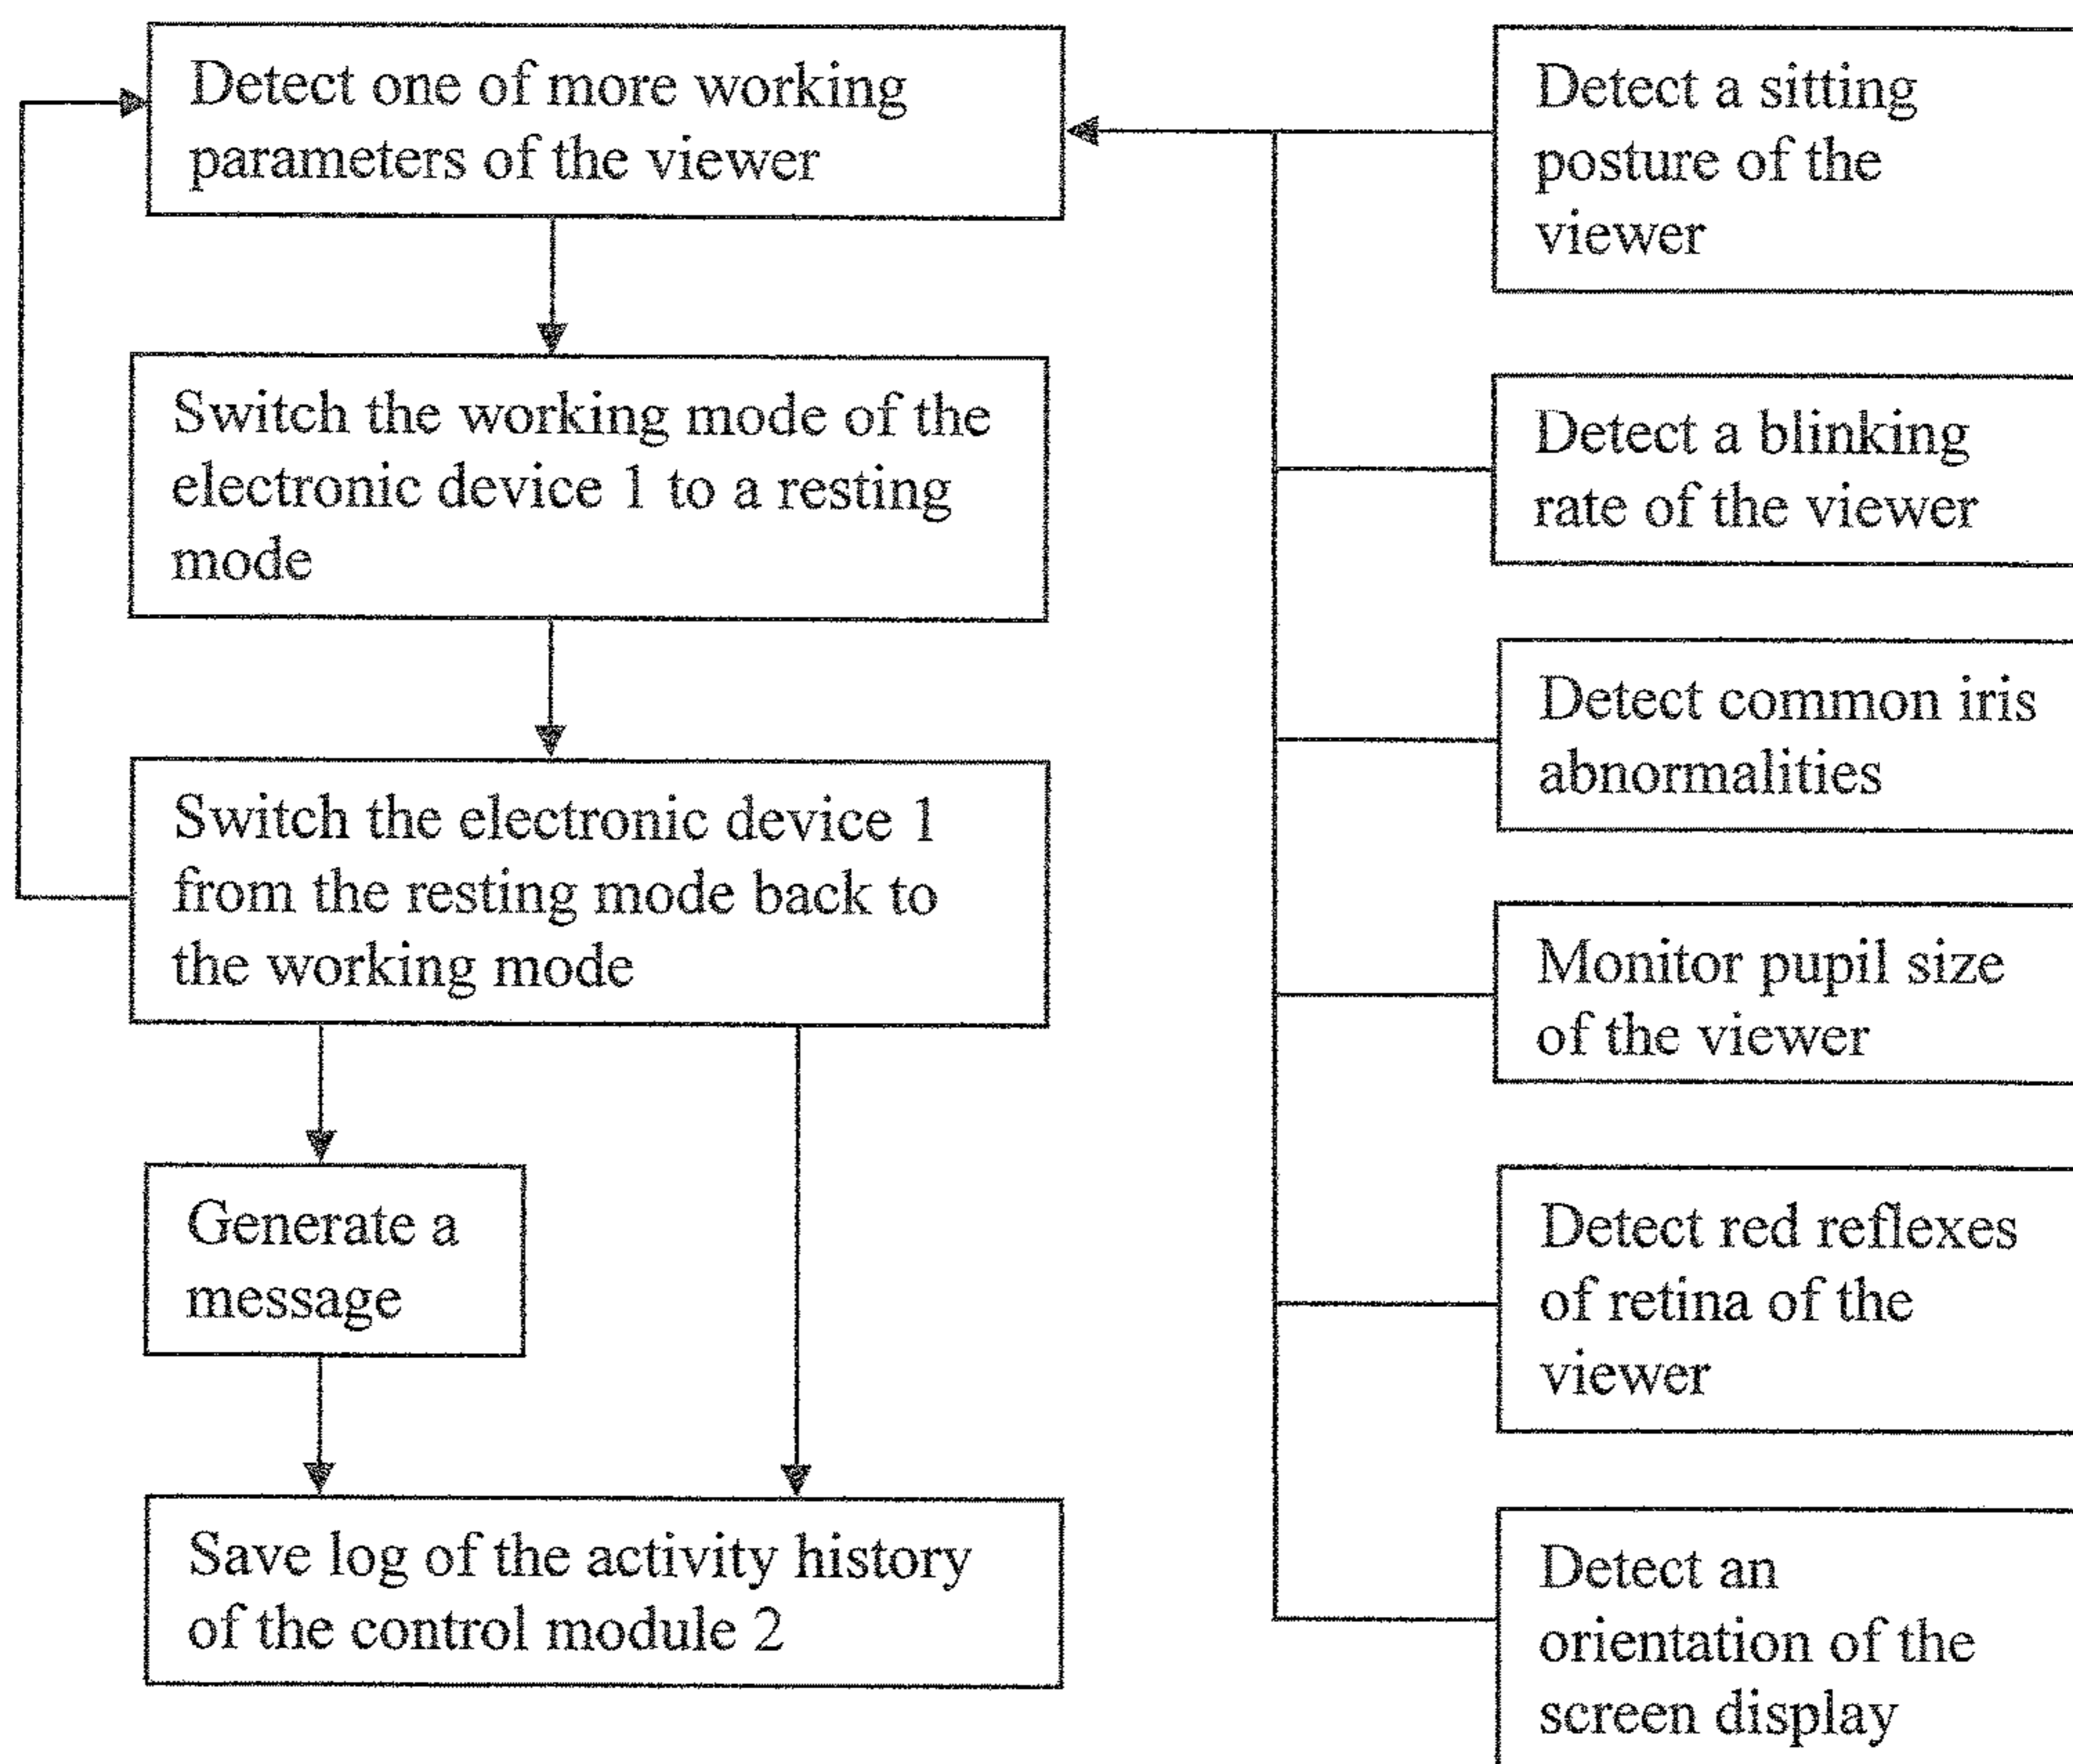 Detect one of more working
parameters of the viewer
Switch the working mode of the
electronic device 1 to a resting
mode
Switch the electronic device 1
from the resting mode back to
the working mode
Generate a
message
Save log of the activity history
of the control module 2
Detect a sitting
posture of the
viewer
Detect a blinking
rate of the viewer
Detect common iris
abnormalities
Monitor pupil size
of the viewer
Detect red reflexes
of retina of the
viewer
Detect an
orientation of the
screen display